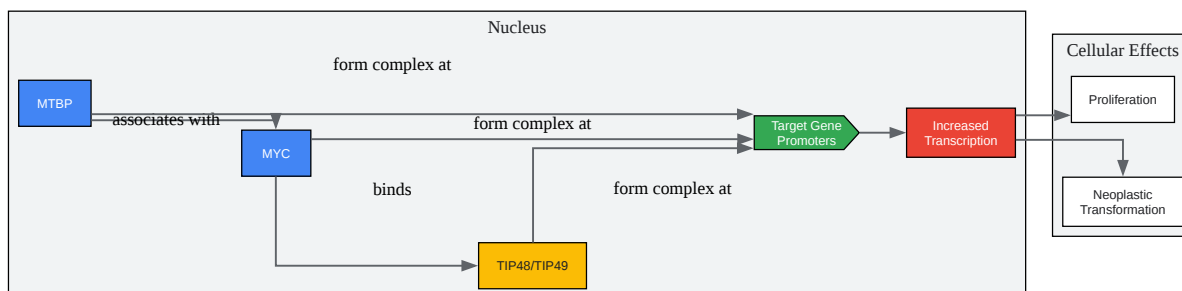 Nucleus
Cellular Effects
form complex at
MTBP
associates with
form complex at
MYC
Target Gene
Promoters
Increased
Transcription
Proliferation
binds
form complex at
Neoplastic
Transformation
TIP48/TIP49